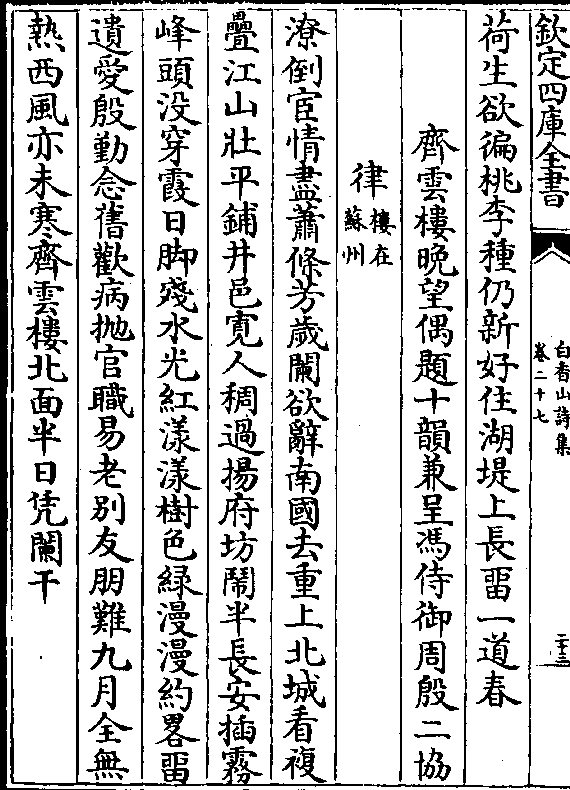 欽定四庫全書
白香山詩集
卷二十七
二十三
荷生欲徧桃李種仍新好住湖堤上長畱一道春
齊雲樓晚望偶題十韻兼呈馮侍御周殷二協
律樓在蘇州
潦倒宦情盡蕭條芳歲闌欲辭南國去重上北城看複
疊江山壯平鋪井邑寛人稠過揚府坊鬧半長安插霧
峰頭没穿霞日脚殘水光紅漾漾樹色緑漫漫約畧畱
遺愛殷勤念舊歡病抛官職易老别友朋難九月全無
熱西風亦未寒齊雲樓北面半日凭闌干